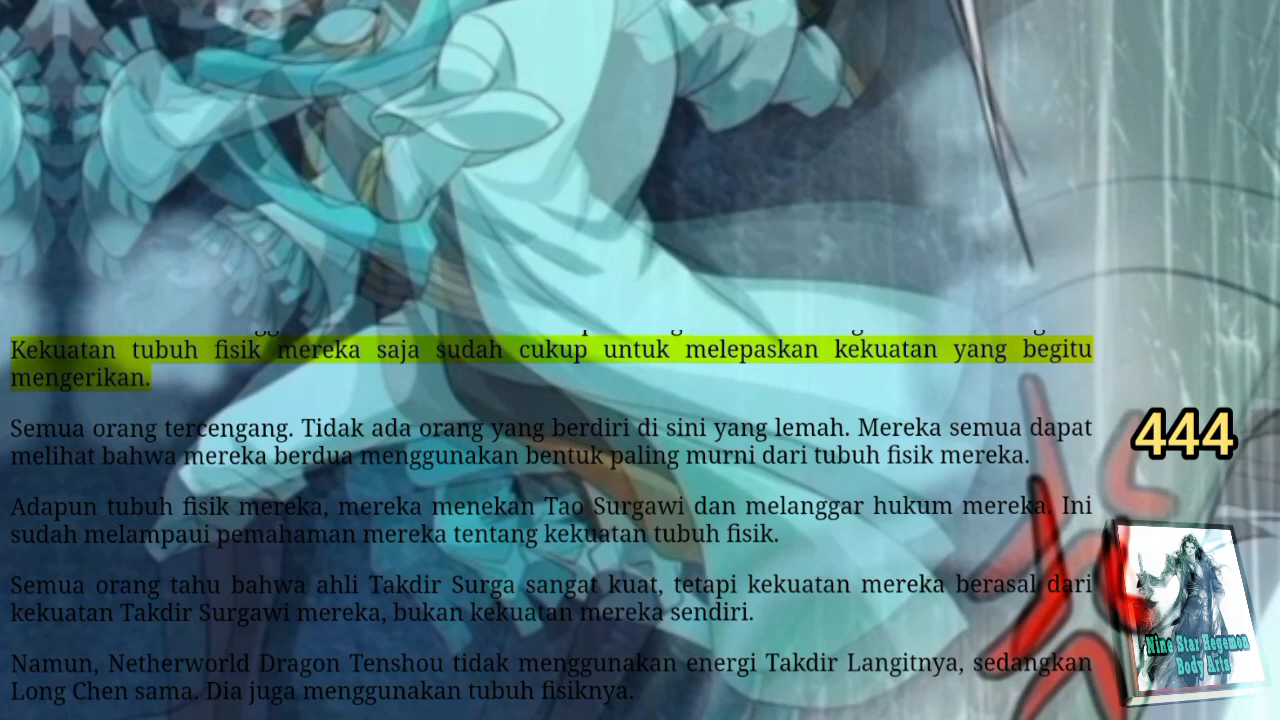 Kekuatan tubuh fisik mereka saja sudah cukup untuk melepaskan kekuatan yang begitu
mengerikan.
Semua orang tercengang. Tidak ada orang yang berdiri di sini yang lemah. Mereka semua dapat
melihat bahwa mereka berdua menggunakan bentuk paling murni dari tubuh fisik mereka.
Adapun tubuh fisik mereka, mereka menekan Tao Surgawi dan melanggar hukum mereka. Ini
sudah melampaui pemahaman mereka tentang kekuatan tubuh fisik.
Semua orang tahu bahwa ahli Takdir Surga sangat kuat, tetapi kekuatan mereka berasal dari
kekuatan Takdir Surgawi mereka, bukan kekuatan mereka sendiri.
Namun, Netherworld Dragon Tenshou tidak menggunakan energi Takdir Langitnya, sedangkan
Long Chen sama. Dia juga menggunakan tubuh fisiknya.
444
Nine Star Hegemon
Body Arts